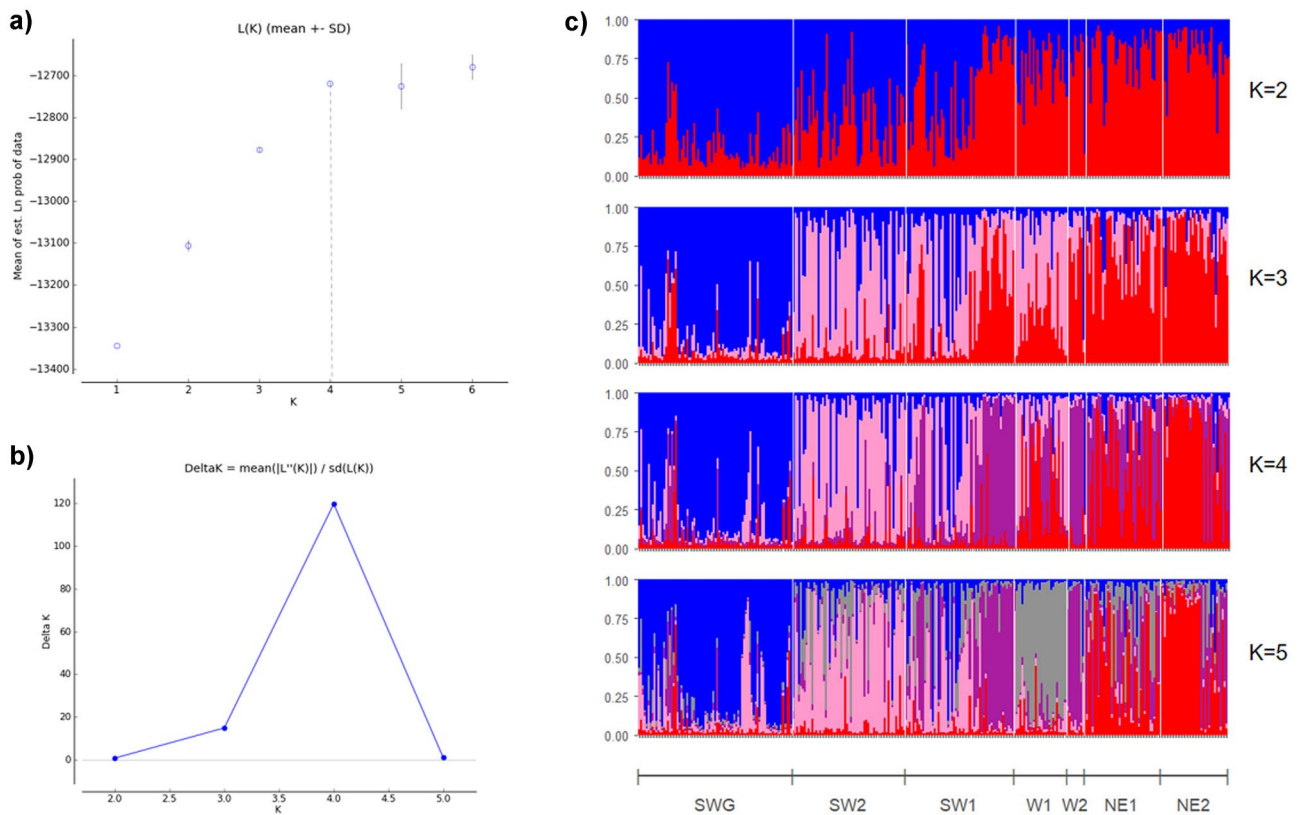 a)
L(K) (mean +- SD)
Mean of est. Ln prob of data
−12700
−12800
−12900
−13000
−13100
−13200
−13300
−13400
1 2 3 4 5 6
K
b)
DeltaK = mean(|L''(K)|) / sd(L(K))
Delta K
120
100
80
60
40
20
0
2.0 2.5 3.0 3.5 4.0 4.5 5.0
K
c)
1.00
0.75
0.50
0.25
0.00
K=2
1.00
0.75
0.50
0.25
0.00
K=3
1.00
0.75
0.50
0.25
0.00
K=4
1.00
0.75
0.50
0.25
0.00
K=5
SWG SW2 SW1 W1 W2 NE1 NE2